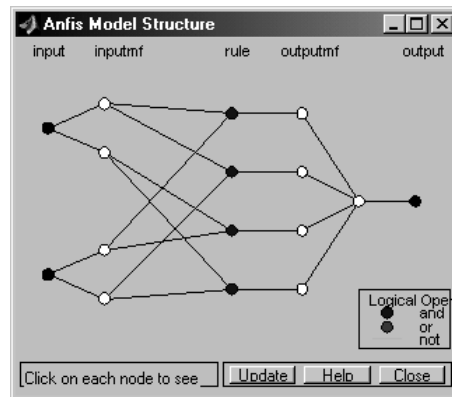 Anfis Model Structure
input inputmf rule outputmf output
Logical Ope
and
or
not
Click on each node to see
Update Help Close